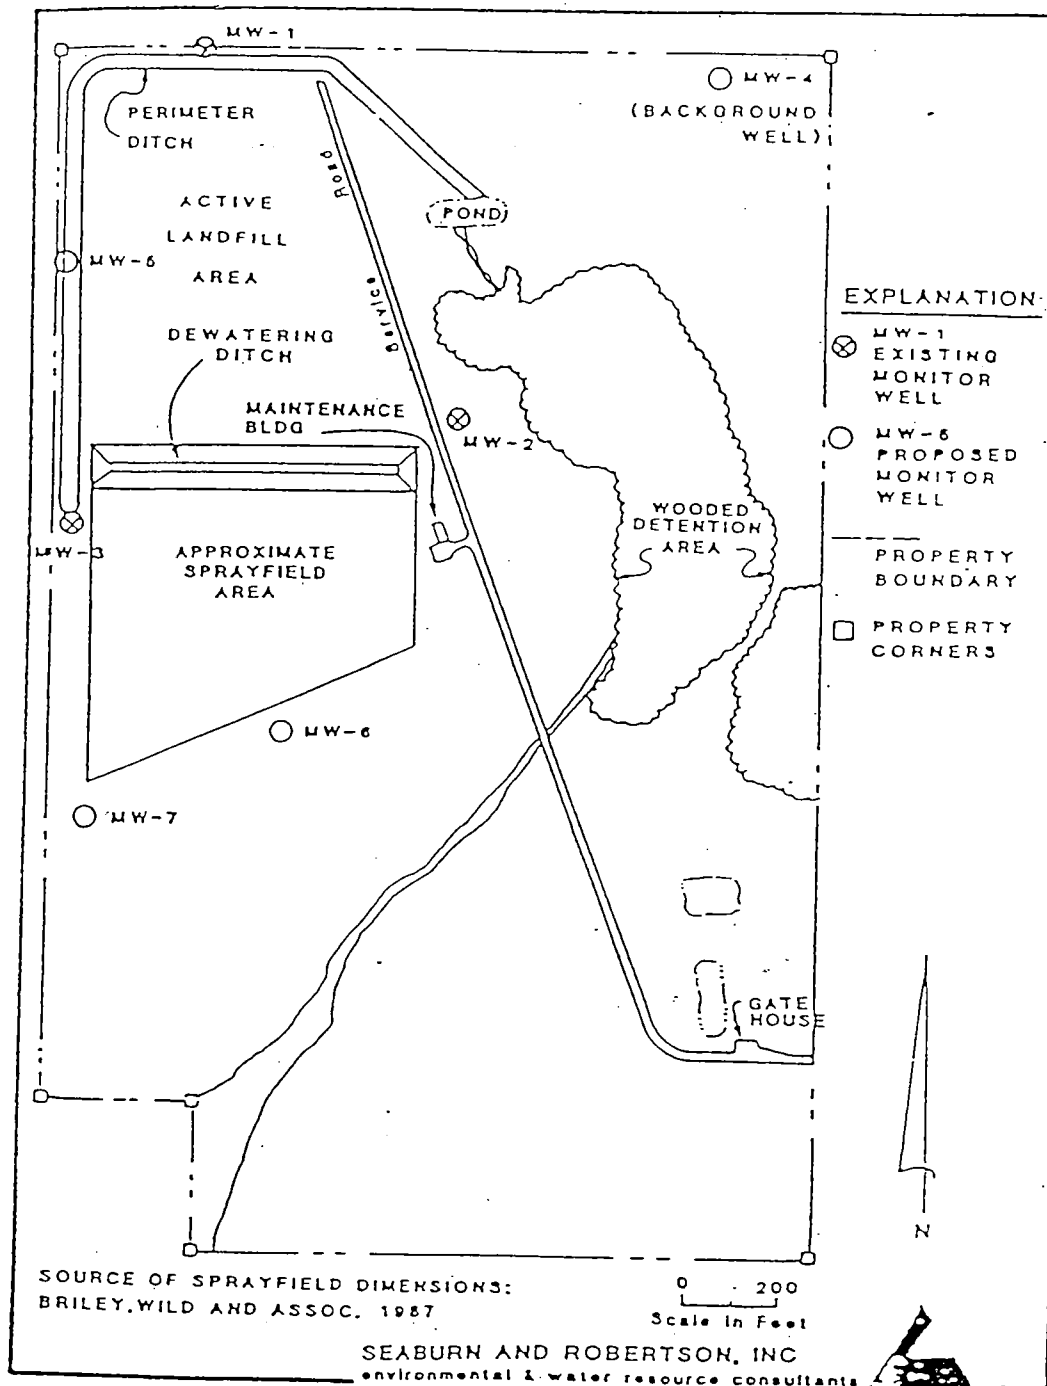 MW-1
MW-4
(BACKGROUND
WELL)
PERIMETER
DITCH
Service Road
ACTIVE
LANDFILL
AREA
POND
MW-5
EXPLANATION
MW-1
EXISTING
MONITOR
WELL
MW-6
PROPOSED
MONITOR
WELL
PROPERTY
BOUNDARY
PROPERTY
CORNERS
DEWATERING
DITCH
MAINTENANCE
BLDG
MW-2
WOODED
DETENTION
AREA
MW-3
APPROXIMATE
SPRAYFIELD
AREA
MW-6
MW-7
GATE
HOUSE
N
SOURCE OF SPRAYFIELD DIMENSIONS:
BRILEY, WILD AND ASSOC. 1987
0 200
Scale in Feet
SEABURN AND ROBERTSON, INC
environmental & water resource consultants